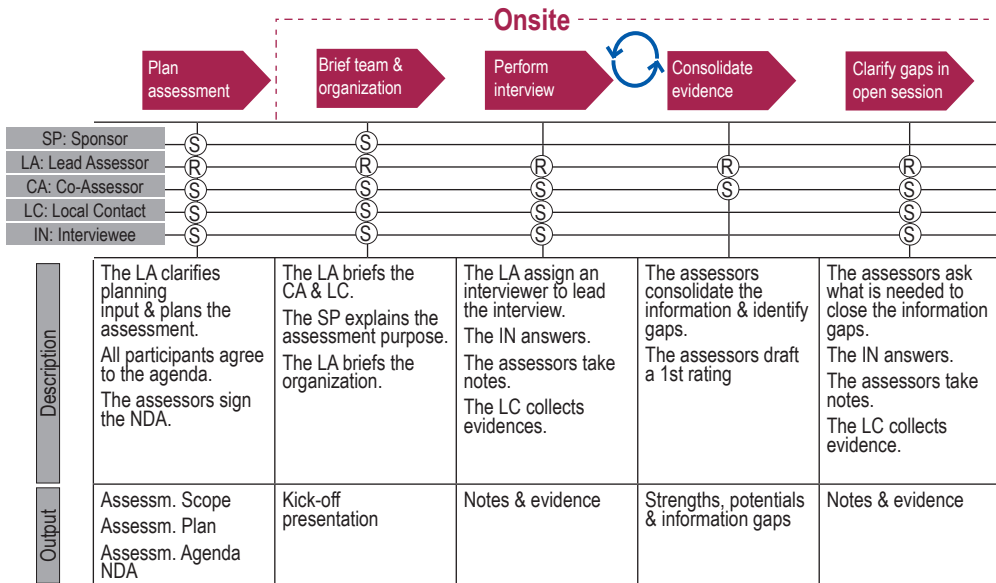 Onsite
Plan
assessment
Brief team &
organization
Perform
interview
Consolidate
evidence
Clarify gaps in
open session
SP: Sponsor
S
S
LA: Lead Assessor
R
R
R
R
R
CA: Co-Assessor
S
S
S
S
S
LC: Local Contact
S
S
S
S
IN: Interviewee
S
S
S
S
Description
The LA clarifies
planning
input & plans the
assessment.
All participants agree
to the agenda.
The assessors sign
the NDA.
The LA briefs the
CA & LC.
The SP explains the
assessment purpose.
The LA briefs the
organization.
The LA assign an
interviewer to lead
the interview.
The IN answers.
The assessors take
notes.
The LC collects
evidences.
The assessors
consolidate the
information & identify
gaps.
The assessors draft
a 1st rating
The assessors ask
what is needed to
close the information
gaps.
The IN answers.
The assessors take
notes.
The LC collects
evidence.
Output
Assessm. Scope
Assessm. Plan
Assessm. Agenda
NDA
Kick-off
presentation
Notes & evidence
Strengths, potentials
& information gaps
Notes & evidence